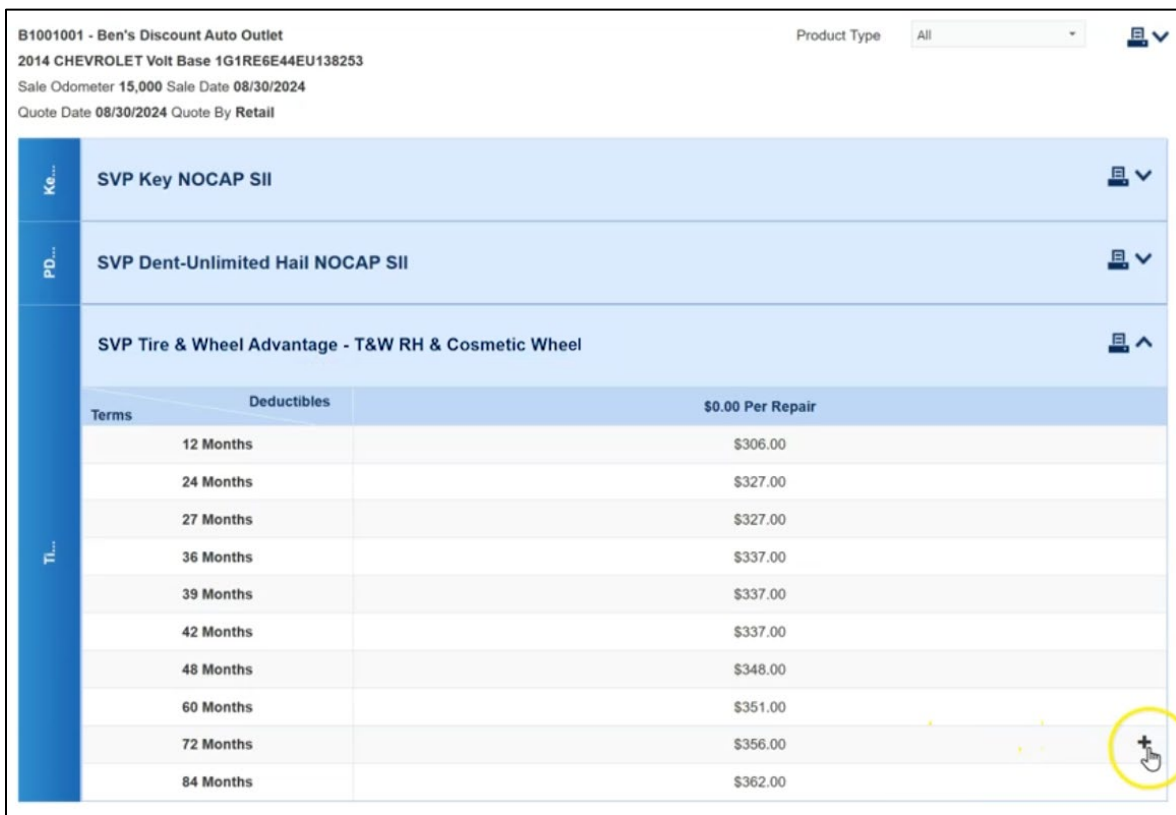 B1001001 - Ben's Discount Auto Outlet
Product Type All
2014 CHEVROLET Volt Base 1G1RE6E44EU138253
Sale Odometer 15,000 Sale Date 08/30/2024
Quote Date 08/30/2024 Quote By Retail
Ke...
SVP Key NOCAP SII
PD...
SVP Dent-Unlimited Hail NOCAP SII
Ti...
SVP Tire & Wheel Advantage - T&W RH & Cosmetic Wheel
Deductibles
Terms
$0.00 Per Repair
12 Months $306.00
24 Months $327.00
27 Months $327.00
36 Months $337.00
39 Months $337.00
42 Months $337.00
48 Months $348.00
60 Months $351.00
72 Months $356.00
84 Months $362.00